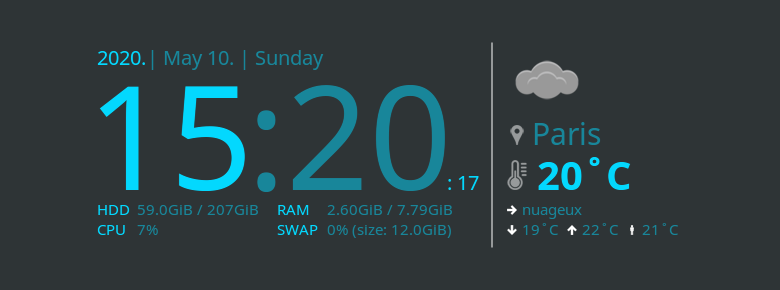 2020. | May 10. | Sunday
15:20 : 17
HDD 59.0GiB / 207GiB RAM 2.60GiB / 7.79GiB
CPU 7% SWAP 0% (size: 12.0GiB)
Paris
20°C
nuageux
19°C 22°C 21°C